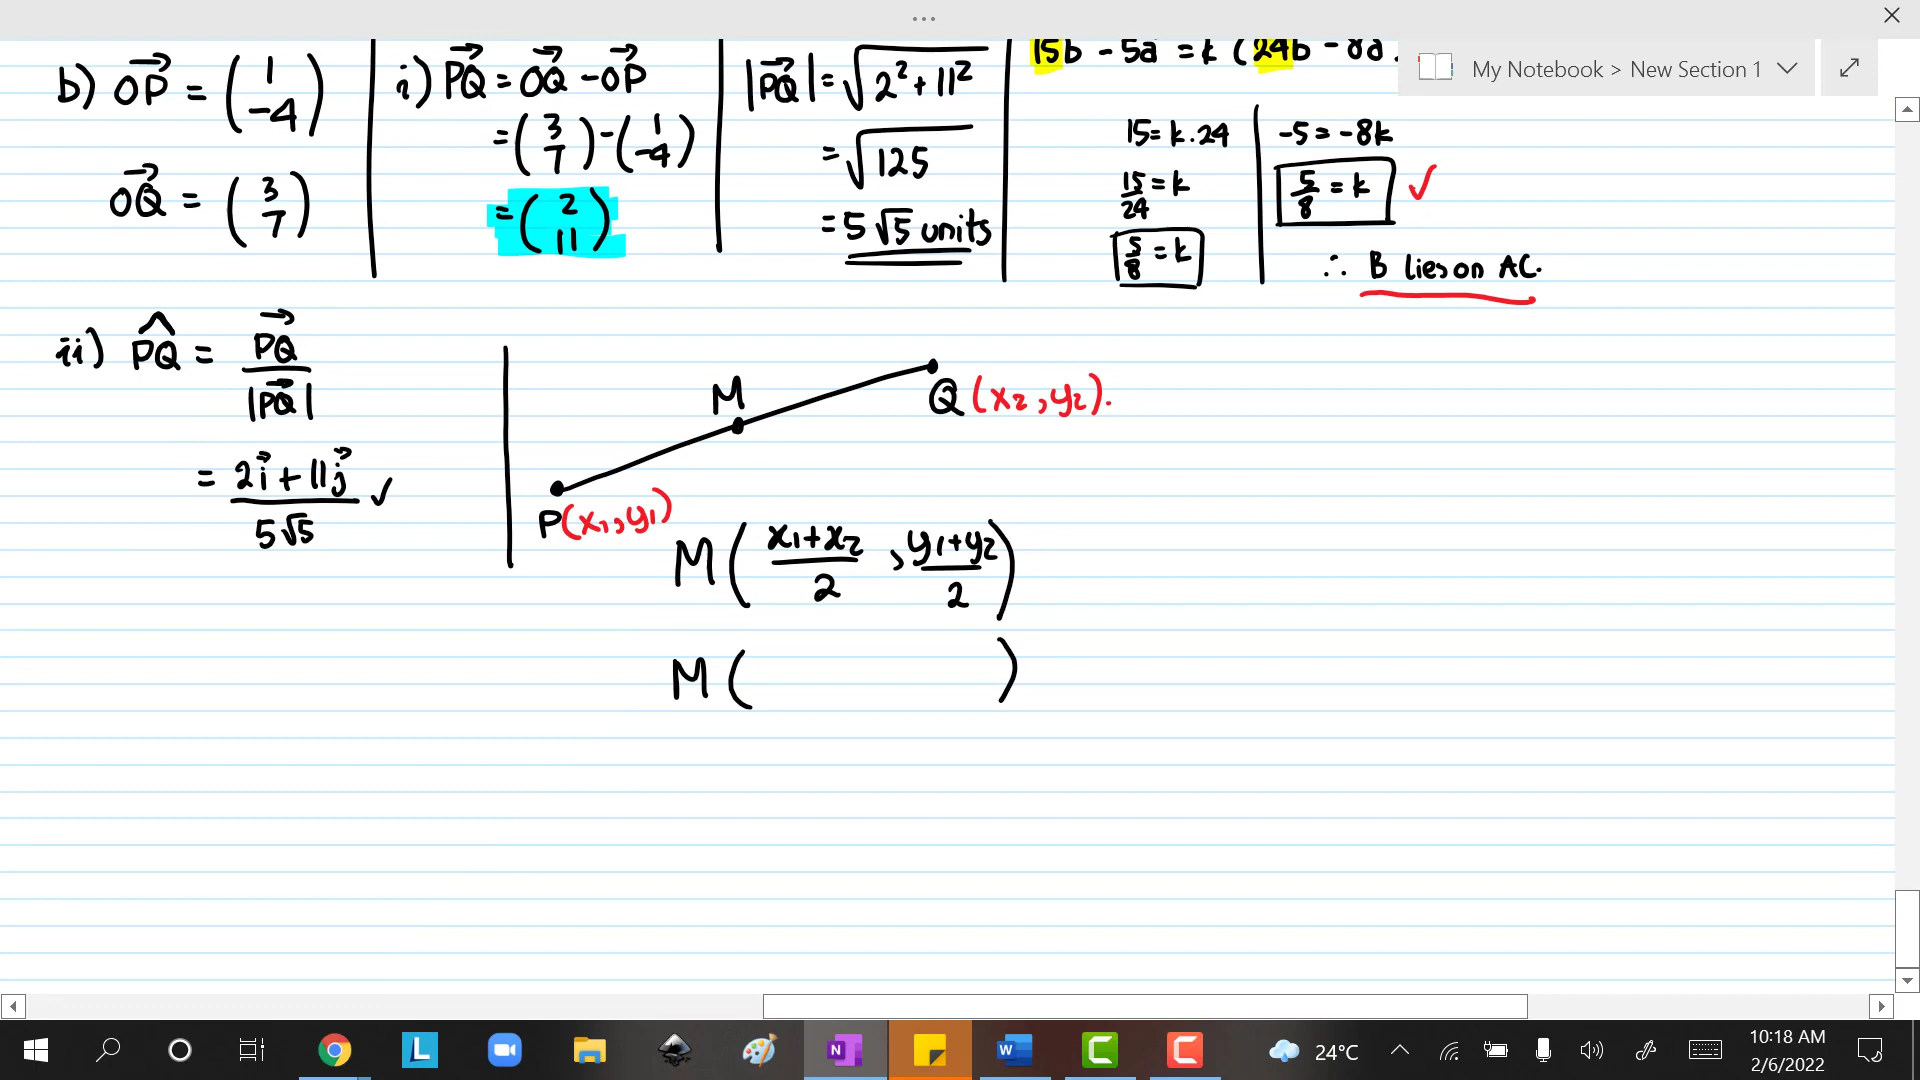 My Notebook > New Section 1
b) OP = (1 -4)
OQ = (3 7)
i) PQ = OQ - OP
= (3 7) - (1 -4)
= (2 11)
|PQ| = √2² + 11²
= √125
= 5√5 units
15b - 5a = k (24b - 8a
15 = k . 24
15/24 = k
5/8 = k
-5 = -8k
5/8 = k ✓
∴ B lies on AC.
ii) PQ = PQ / |PQ|
= 2i + 11j / 5√5 ✓
M
Q (x₂, y₂).
P(x₁, y₁)
M ( x₁+x₂ / 2 , y₁+y₂ / 2 )
M ( )
24°C
10:18 AM
2/6/2022